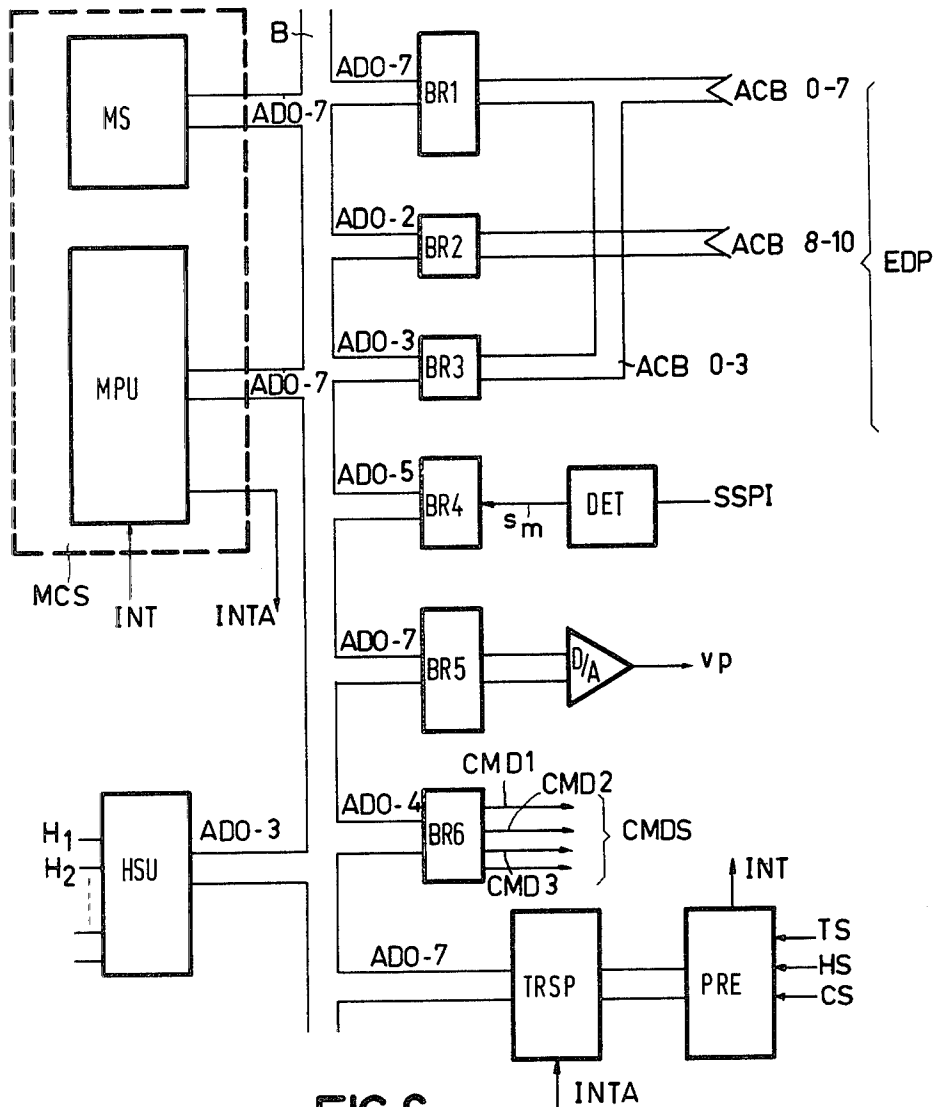 B
MS
ADO-7
ADO-7
BR1
ACB 0-7
ADO-2
BR2
ACB 8-10
EDP
MPU
ADO-7
ADO-3
BR3
ACB 0-3
ADO-5
BR4
sm
DET
SSPI
MCS
INT
INTA
ADO-7
BR5
D/A
vp
CMD1
CMD2
ADO-4
BR6
CMDS
CMD3
H1
H2
HSU
ADO-3
INT
ADO-7
TRSP
PRE
TS
HS
CS
INTA